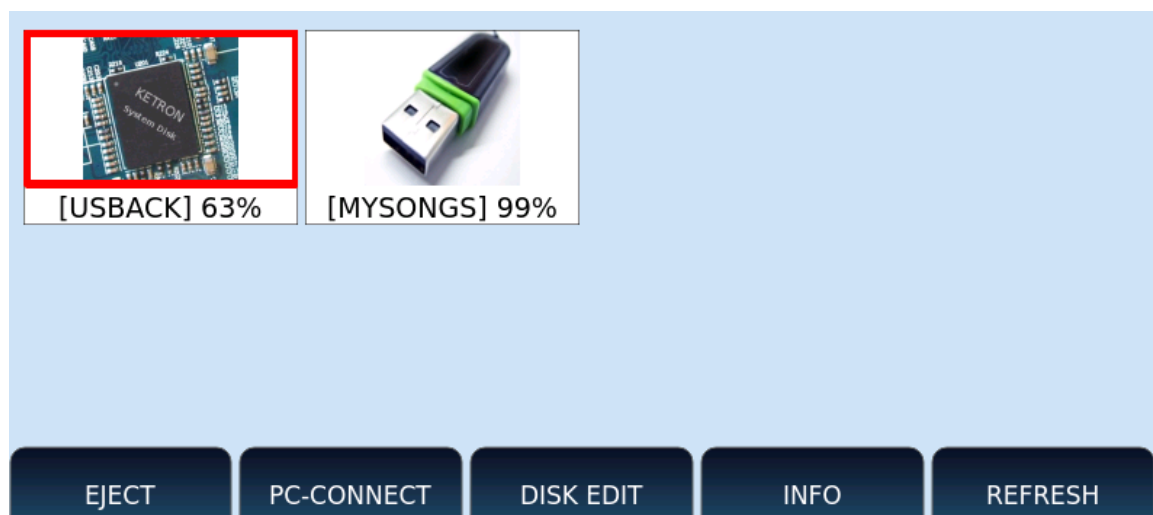 KETRON
System Disk
[USBACK] 63%
[MYSONGS] 99%
EJECT
PC-CONNECT
DISK EDIT
INFO
REFRESH